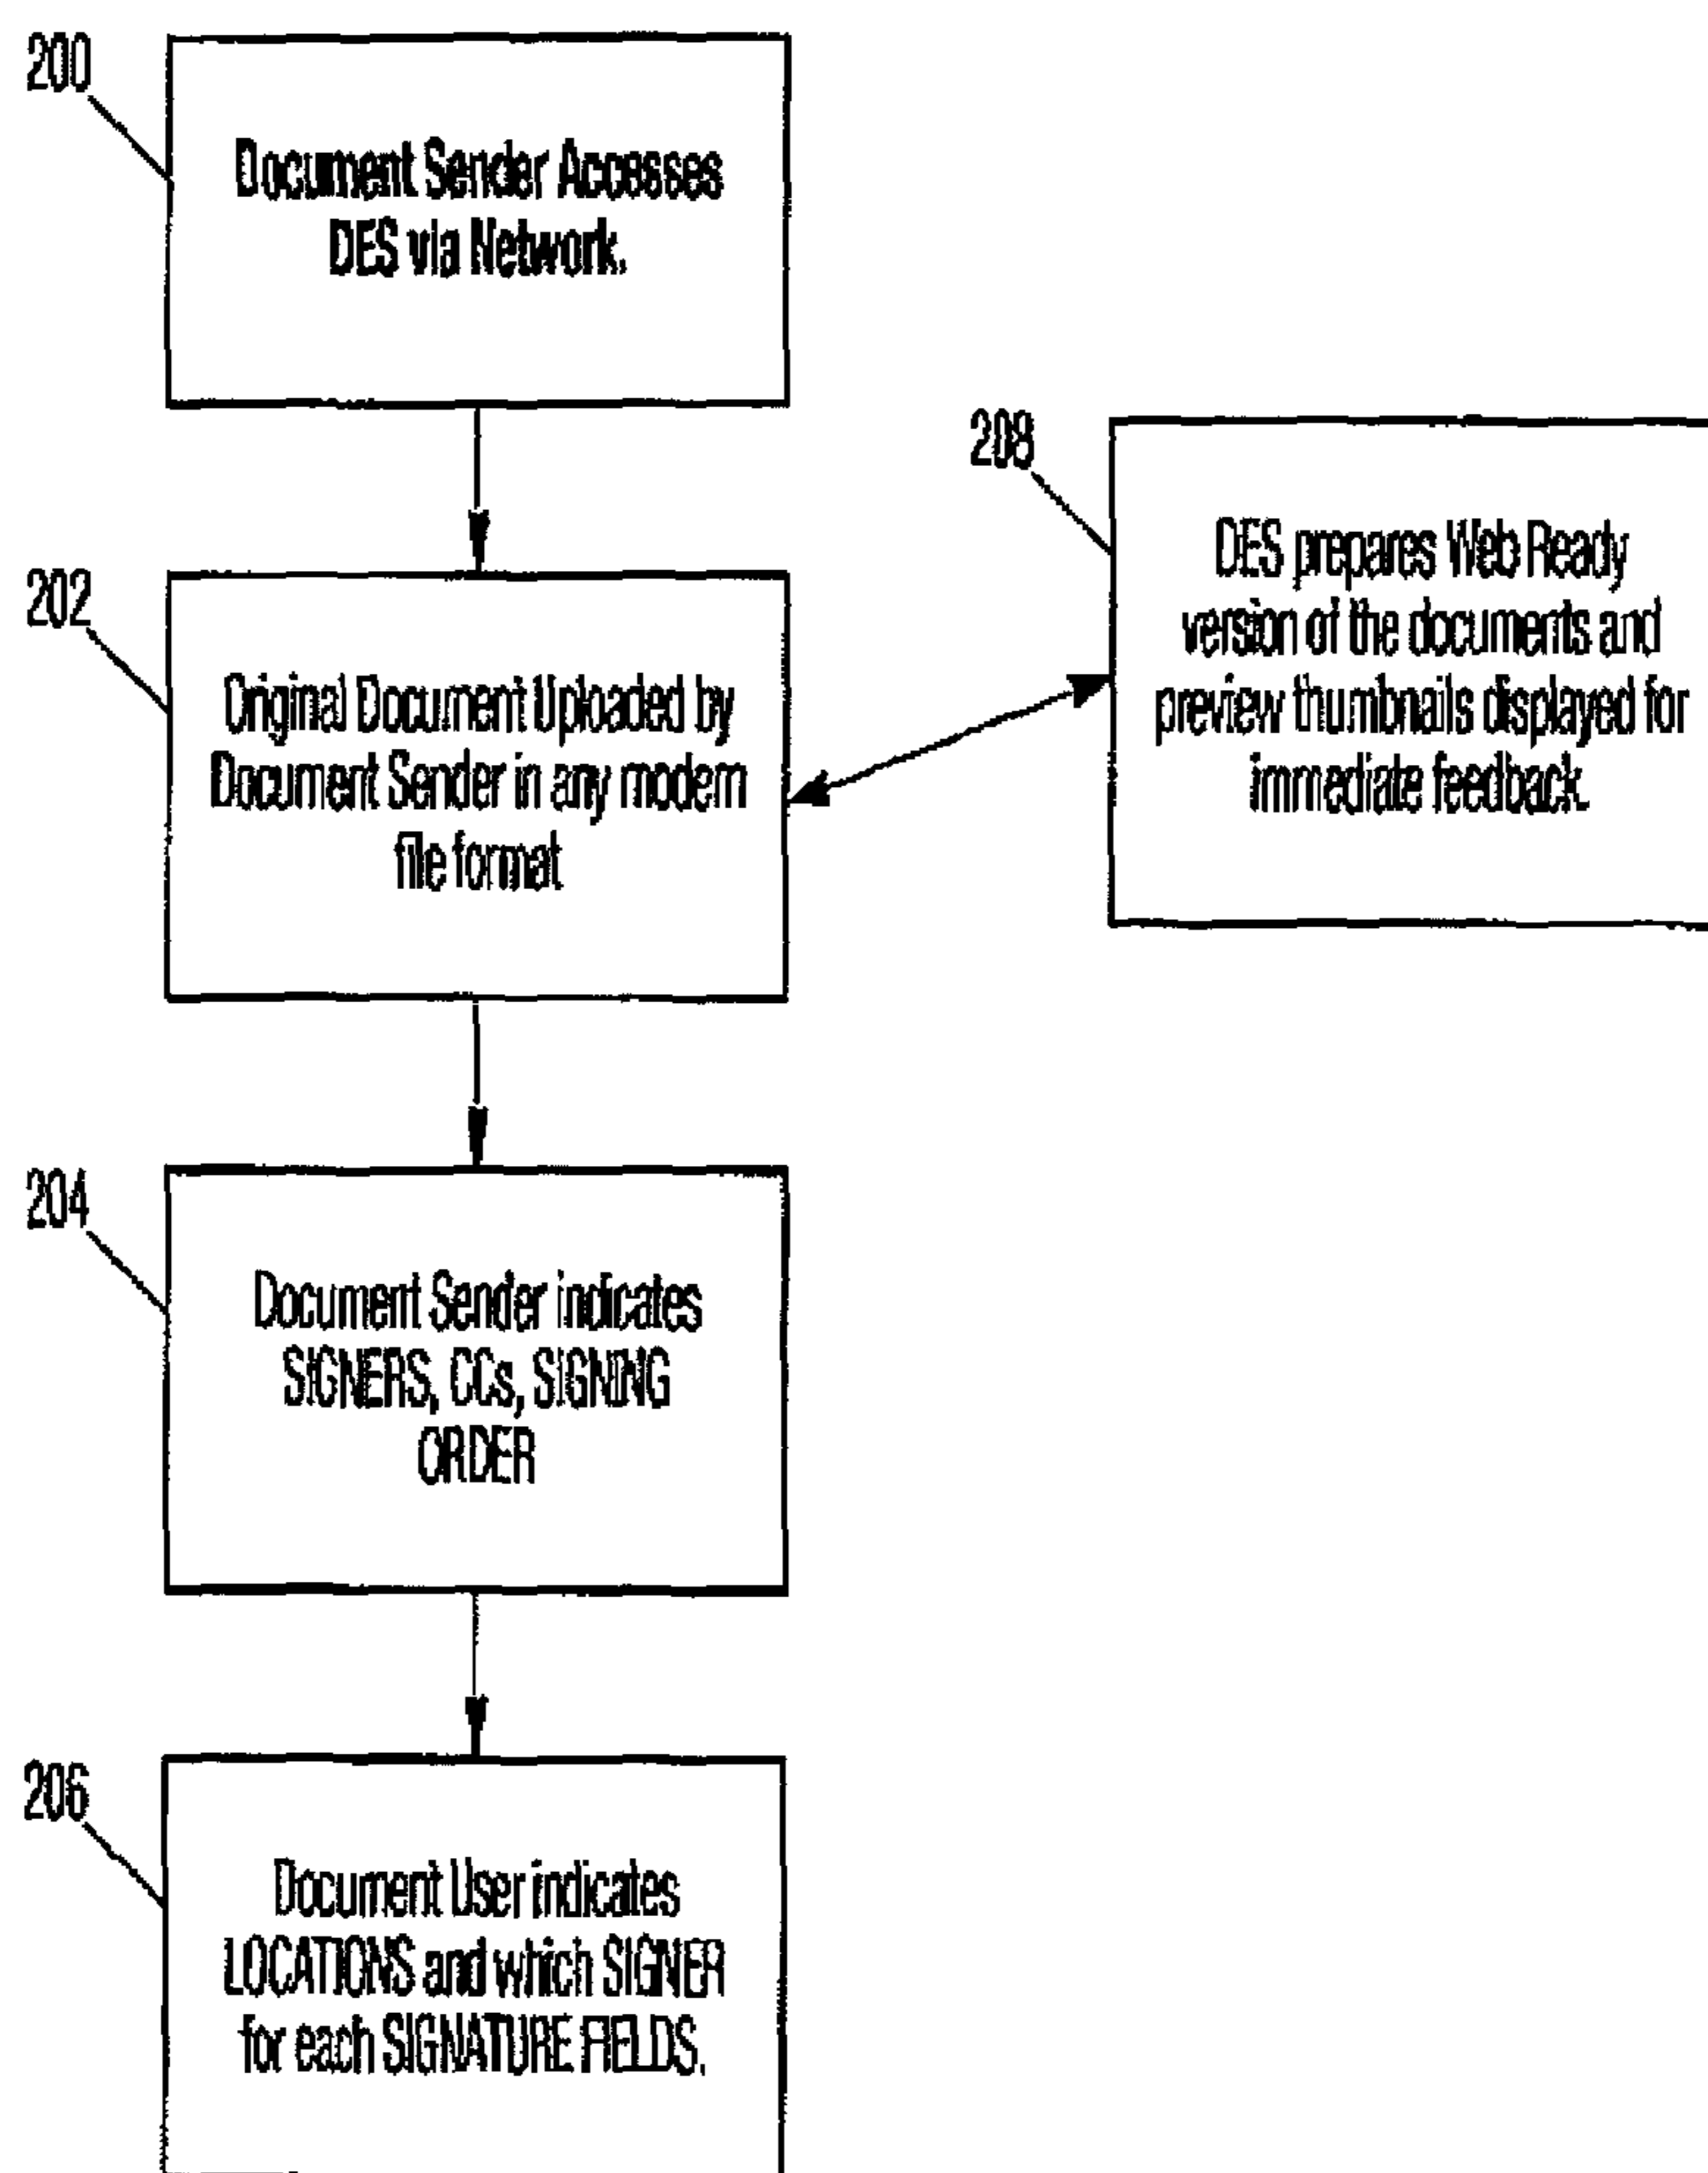 200
Document Sender Accesses
DES via Network.
202
Original Document Uploaded by
Document Sender in any modern
file format
208
DES prepares Web Ready
version of the documents and
preview thumbnails displayed for
immediate feedback.
204
Document Sender indicates
SIGNERS, CCs, SIGNING
ORDER
206
Document User indicates
LOCATIONS and which SIGNER
for each SIGNATURE FIELDS.